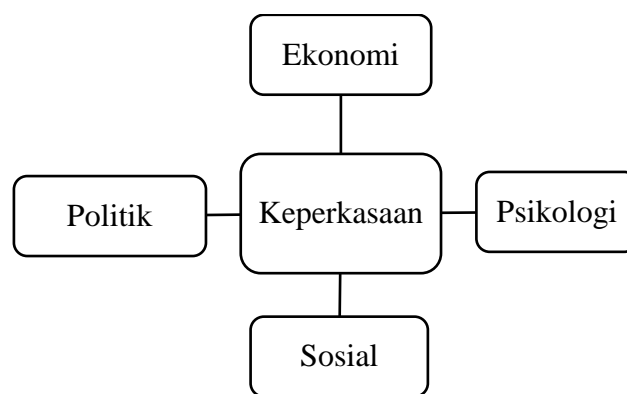 Ekonomi
Politik
Keperkasaan
Psikologi
Sosial